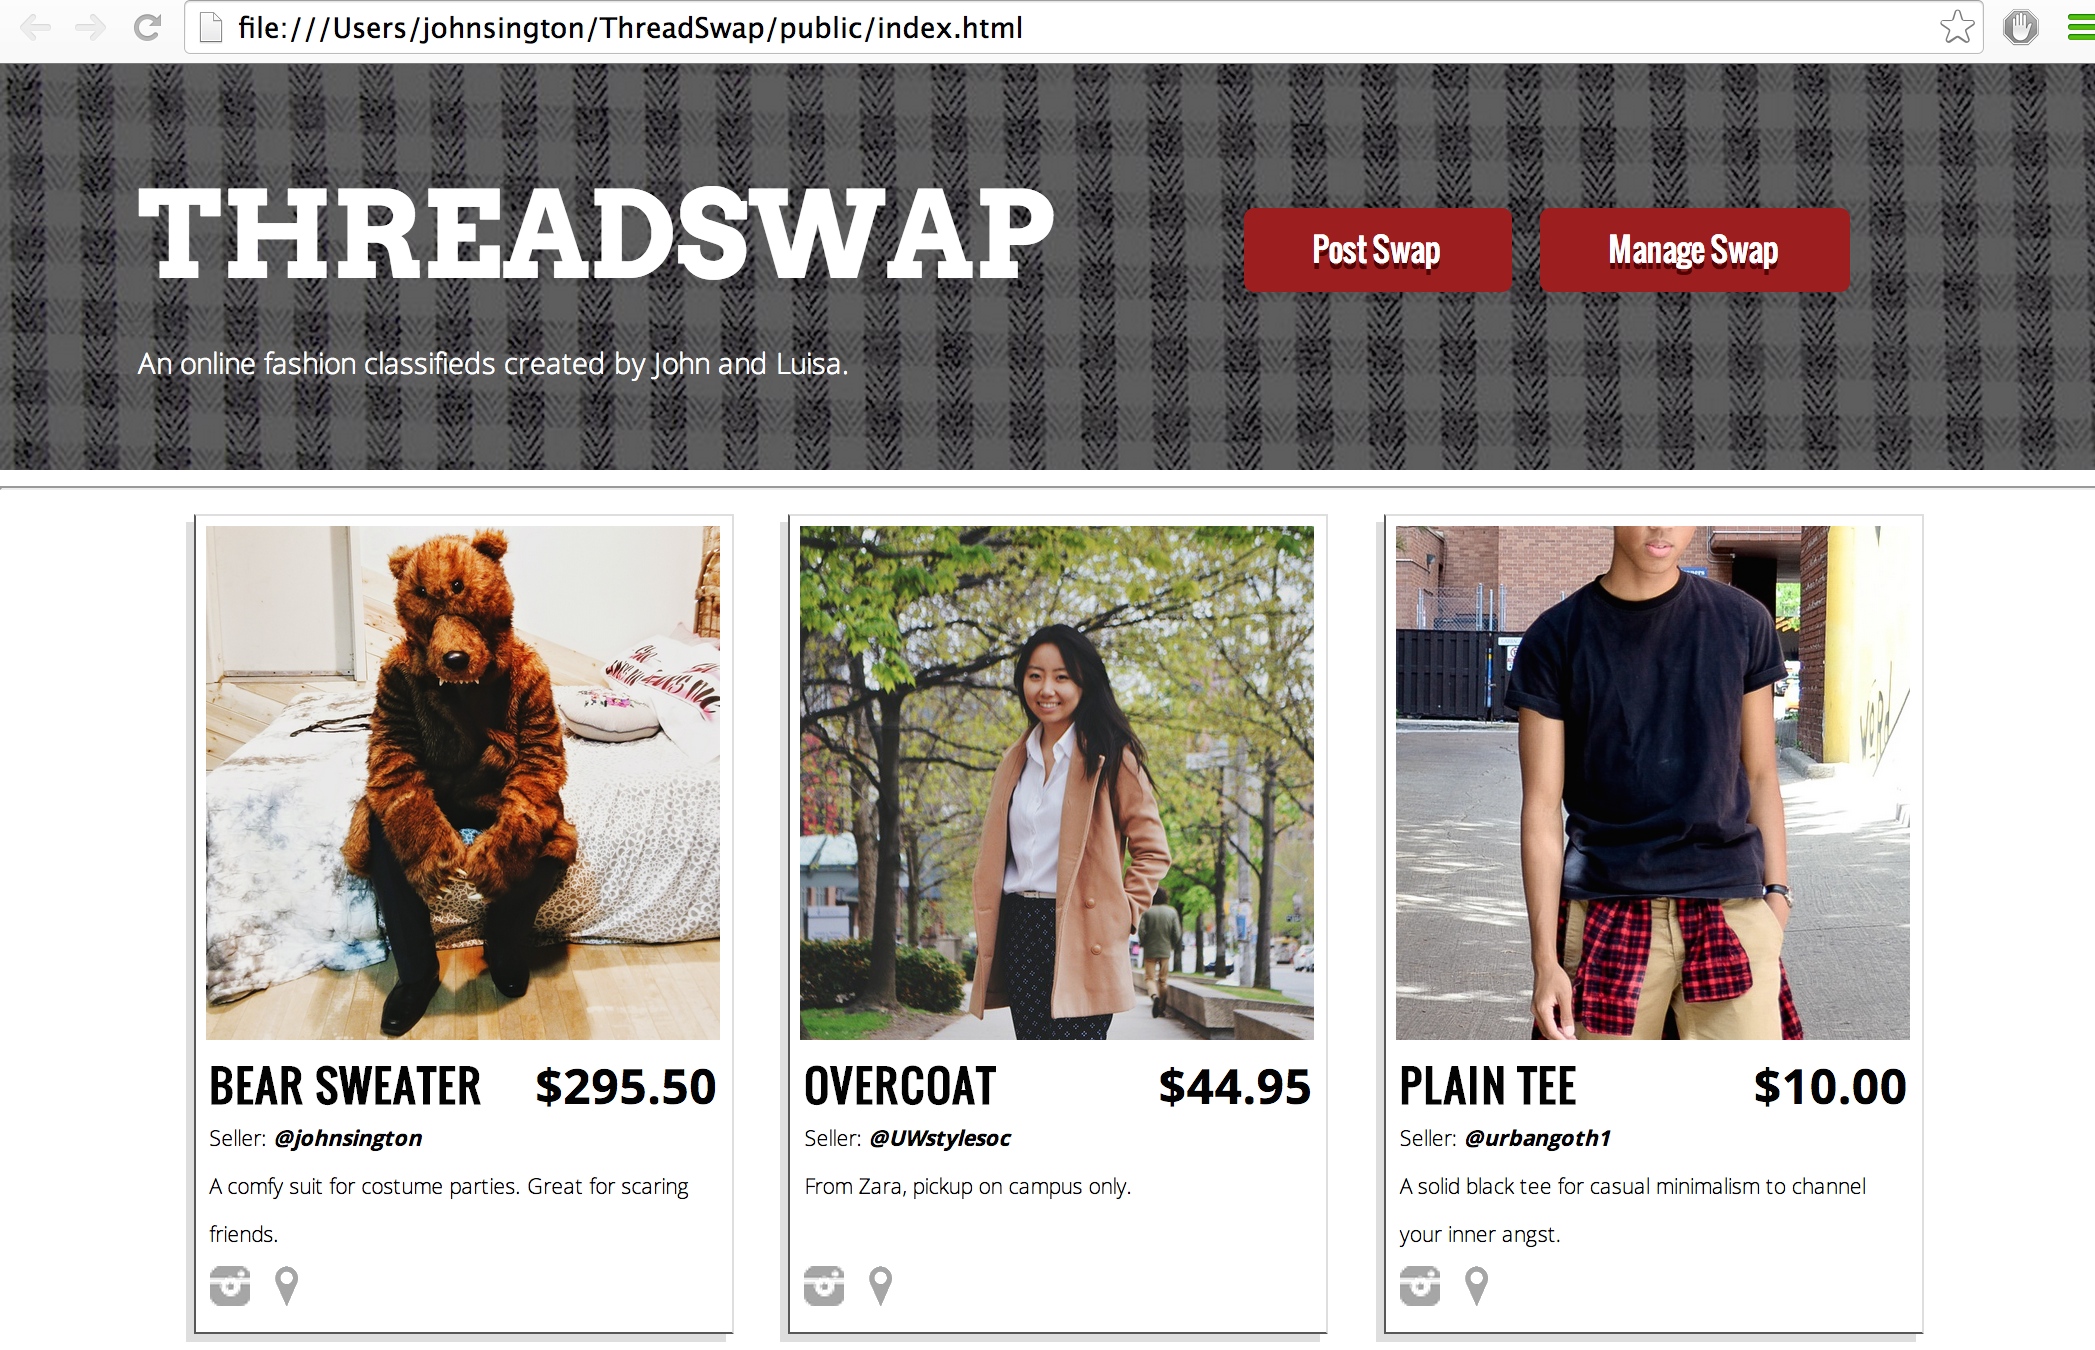 file:///Users/johnsington/ThreadSwap/public/index.html
THREADSWAP
Post Swap
Manage Swap
An online fashion classifieds created by John and Luisa.
BEAR SWEATER $295.50
Seller: @johnsington
A comfy suit for costume parties. Great for scaring
friends.
OVERCOAT $44.95
Seller: @UWstylesoc
From Zara, pickup on campus only.
PLAIN TEE $10.00
Seller: @urbangoth1
A solid black tee for casual minimalism to channel
your inner angst.